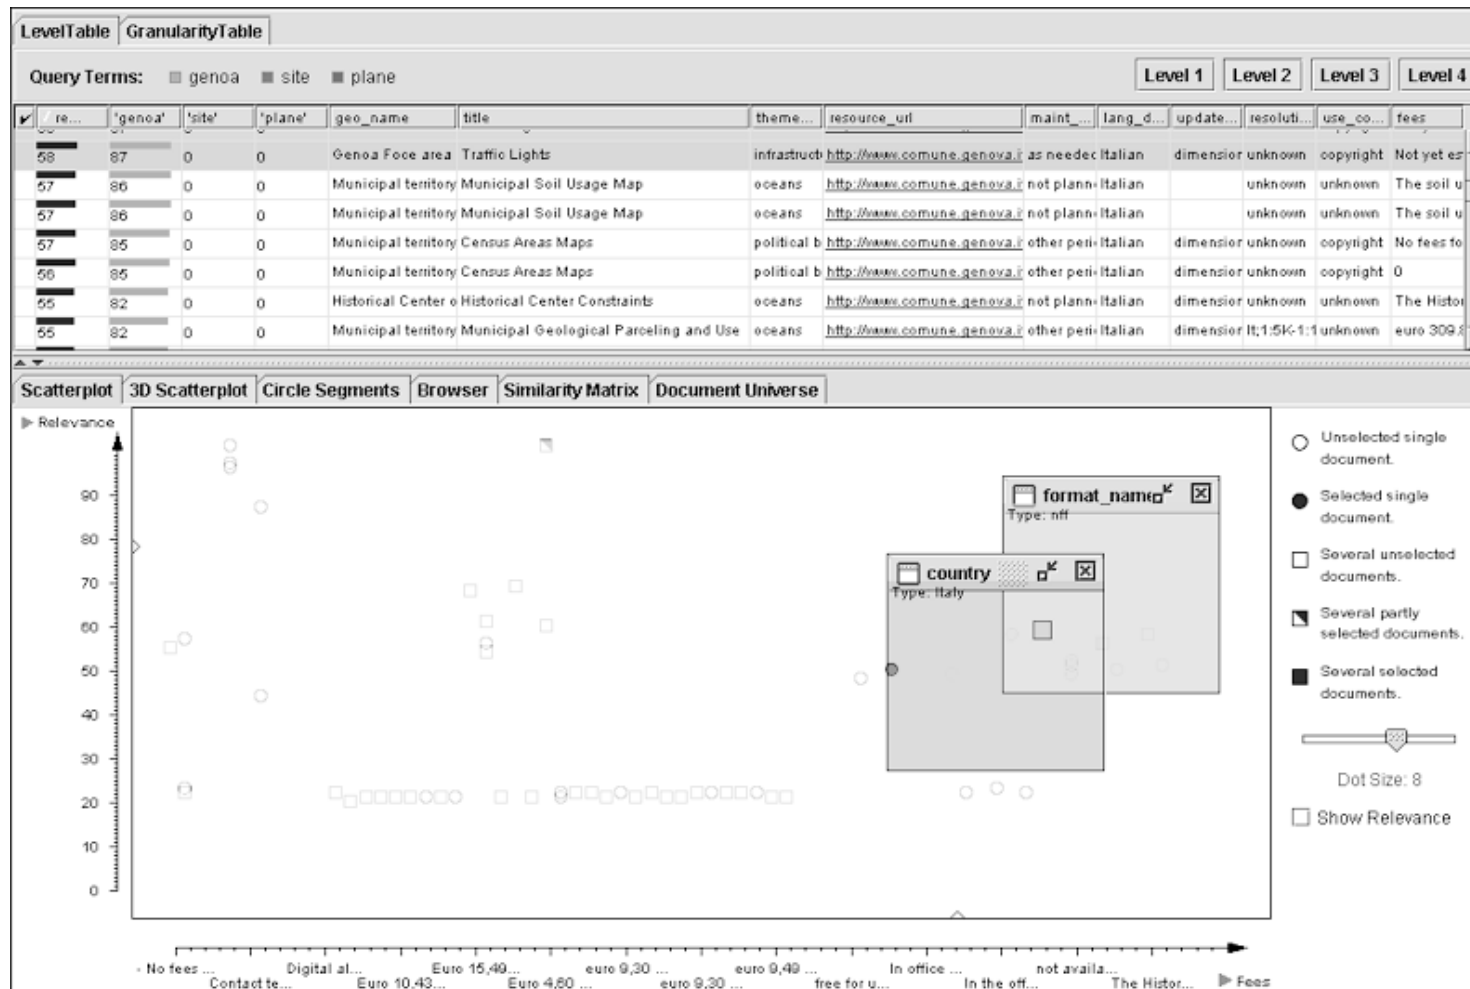 LevelTable GranularityTable
Query Terms: genoa site plane Level 1 Level 2 Level 3 Level 4
re... 'genoa' 'site' 'plane' geo_name title theme... resource_url maint_... lang_d... update... resoluti... use_co... fees
58 87 0 0 Genoa Foce area Traffic Lights infrastruct http://www.comune.genova.i as needed Italian dimension unknown copyright Not yet es
57 86 0 0 Municipal territory Municipal Soil Usage Map oceans http://www.comune.genova.i not plann Italian unknown unknown The soil u
57 86 0 0 Municipal territory Municipal Soil Usage Map oceans http://www.comune.genova.i not plann Italian unknown unknown The soil u
57 85 0 0 Municipal territory Census Areas Maps political b http://www.comune.genova.i other peri Italian dimension unknown copyright No fees fo
56 85 0 0 Municipal territory Census Areas Maps political b http://www.comune.genova.i other peri Italian dimension unknown copyright 0
55 82 0 0 Historical Center o Historical Center Constraints oceans http://www.comune.genova.i not plann Italian dimension unknown unknown The Histor
55 82 0 0 Municipal territory Municipal Geological Parceling and Use oceans http://www.comune.genova.i other peri Italian dimension lt;1:5K-1:1 unknown euro 309.8
Scatterplot 3D Scatterplot Circle Segments Browser Similarity Matrix Document Universe
Relevance
90
80
70
60
50
40
30
20
10
0
format_name
Type: nff
country
Type: Italy
Unselected single
document.
Selected single
document.
Several unselected
documents.
Several partly
selected documents.
Several selected
documents.
Dot Size: 8
Show Relevance
- No fees ... Digital al... Euro 15,49... euro 9,30 ... euro 9,49 ... In office ... not availa...
Contact te... Euro 10,43... Euro 4,60 ... euro 9.30 ... free for u... In the off... The Histor... Fees